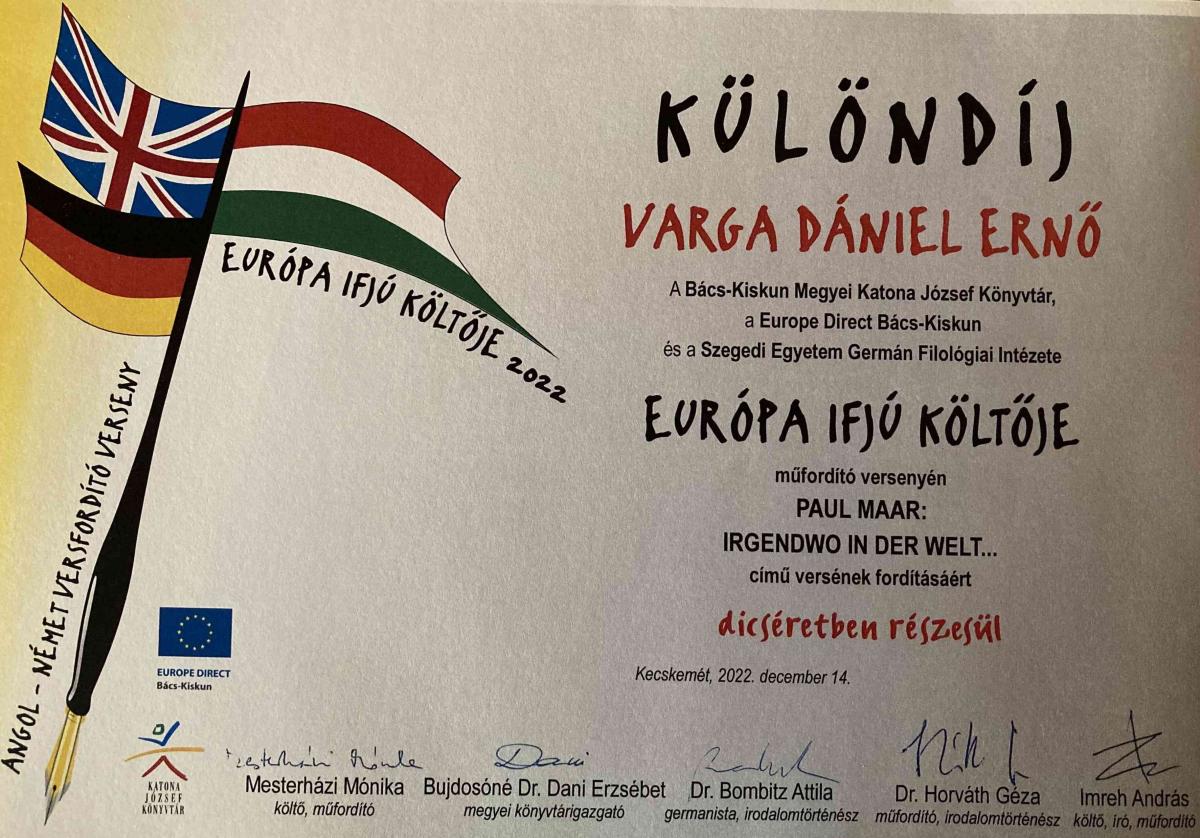 KÜLÖNDÍJ
VARGA DÁNIEL ERNŐ
A Bács-Kiskun Megyei Katona József Könyvtár,
a Europe Direct Bács-Kiskun
és a Szegedi Egyetem Germán Filológiai Intézete
EURÓPA IFJÚ KÖLTŐJE
műfordító versenyén
PAUL MAAR:
IRGENDWO IN DER WELT...
című versének fordításáért
dicséretben részesül
Kecskemét, 2022. december 14.
EURÓPA IFJÚ KÖLTŐJE 2022
ANGOL - NÉMET VERSFORDÍTÓ VERSENY
EUROPE DIRECT
Bács-Kiskun
KATONA
JÓZSEF
KÖNYVTÁR
Mesterházi Mónika
költő, műfordító
Bujdosóné Dr. Dani Erzsébet
megyei könyvtárigazgató
Dr. Bombitz Attila
germanista, irodalomtörténész
Dr. Horváth Géza
műfordító, irodalomtörténész
Imreh András
költő, író, műfordító